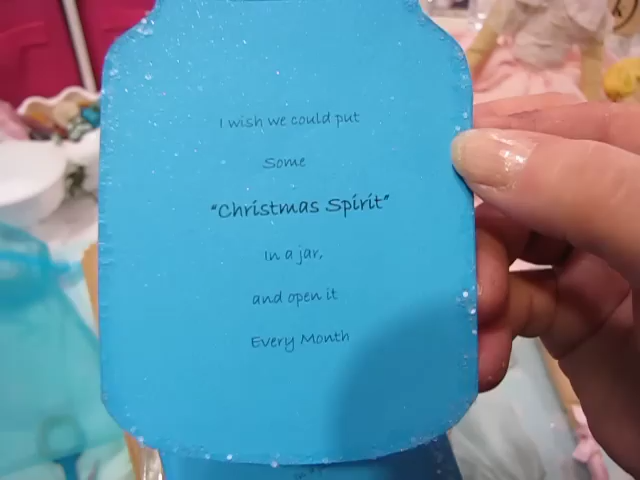 I wish we could put
Some
"Christmas Spirit"
In a jar,
and open it
Every Month